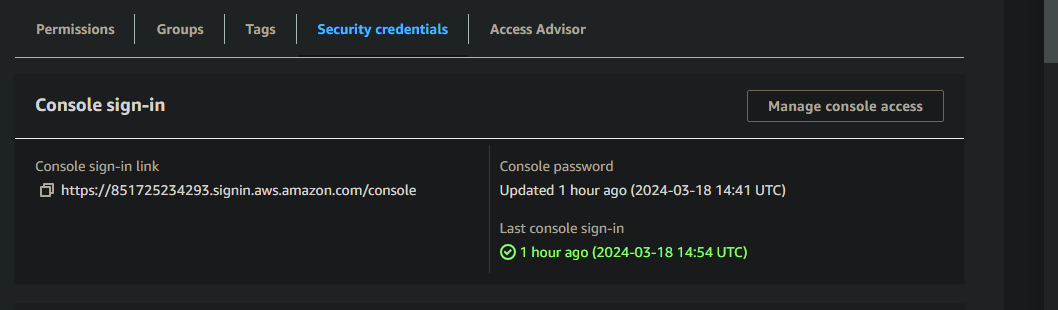 Permissions
Groups
Tags
Security credentials
Access Advisor
Console sign-in
Manage console access
Console sign-in link
https://851725234293.signin.aws.amazon.com/console
Console password
Updated 1 hour ago (2024-03-18 14:41 UTC)
Last console sign-in
1 hour ago (2024-03-18 14:54 UTC)